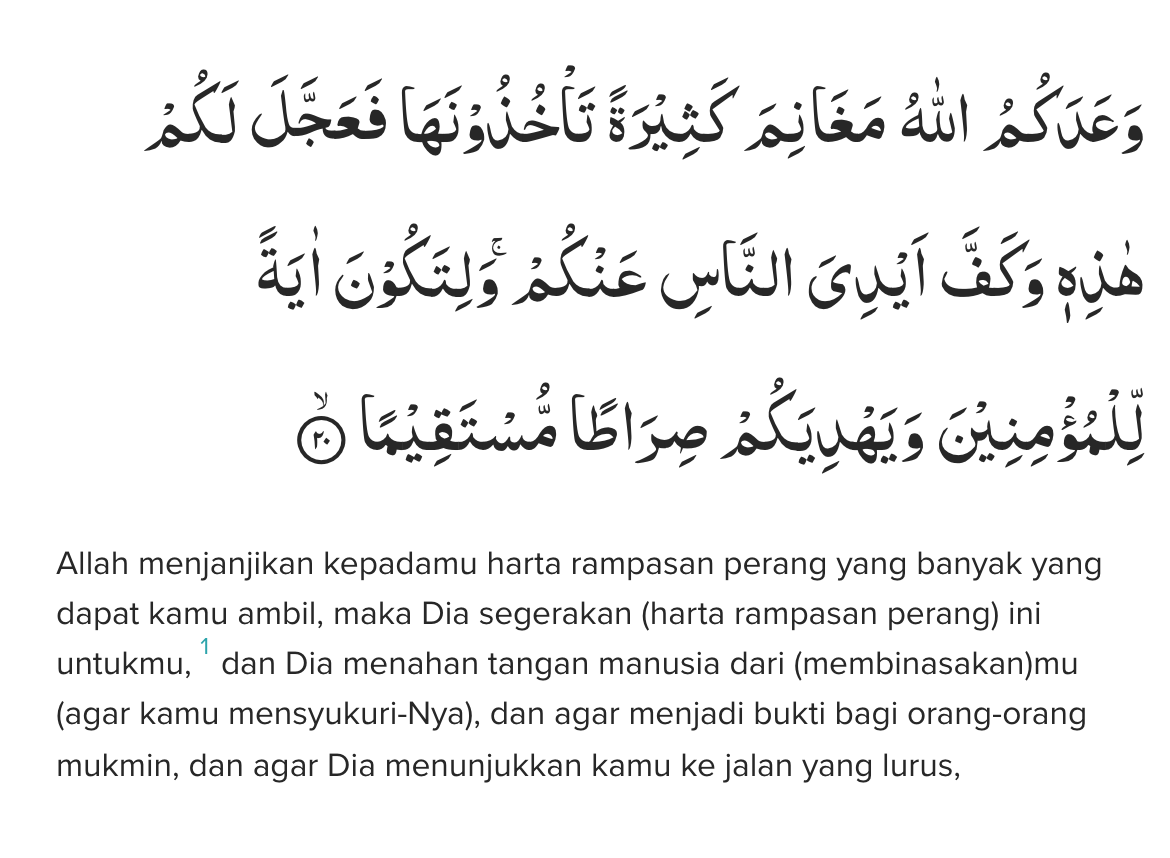 وَعَدَكُمُ اللّٰهُ مَغَانِمَ كَثِيْرَةً تَأْخُذُوْنَهَا فَعَجَّلَ لَكُمْ
هٰذِهٖ وَكَفَّ اَيْدِيَ النَّاسِ عَنْكُمْۚ وَلِتَكُوْنَ اٰيَةً
لِّلْمُؤْمِنِيْنَ وَيَهْدِيَكُمْ صِرَاطًا مُّسْتَقِيْمًاۙ ٢٠
Allah menjanjikan kepadamu harta rampasan perang yang banyak yang
dapat kamu ambil, maka Dia segerakan (harta rampasan perang) ini
untukmu, 1 dan Dia menahan tangan manusia dari (membinasakan)mu
(agar kamu mensyukuri-Nya), dan agar menjadi bukti bagi orang-orang
mukmin, dan agar Dia menunjukkan kamu ke jalan yang lurus,